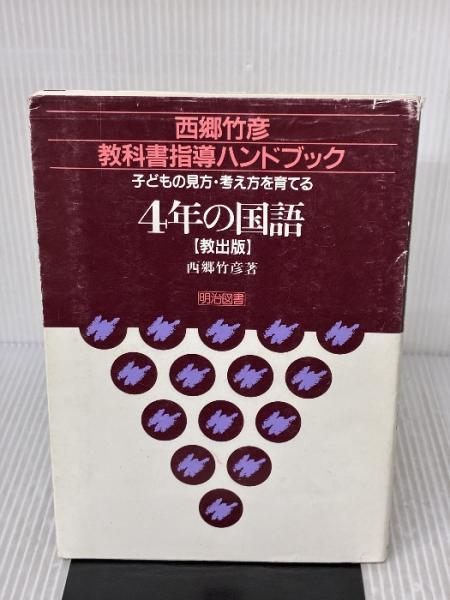 西郷竹彦
教科書指導ハンドブック
子どもの見方・考え方を育てる
4年の国語
【教出版】
西郷竹彦著
明治図書